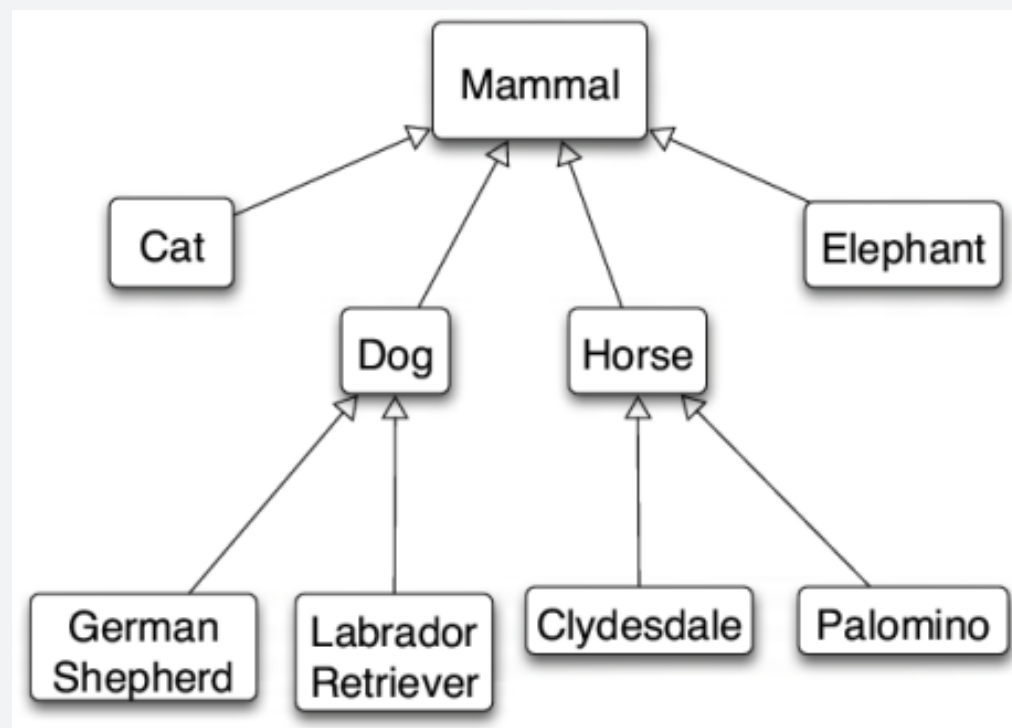 Mammal
Cat
Elephant
Dog
Horse
German
Shepherd
Labrador
Retriever
Clydesdale
Palomino